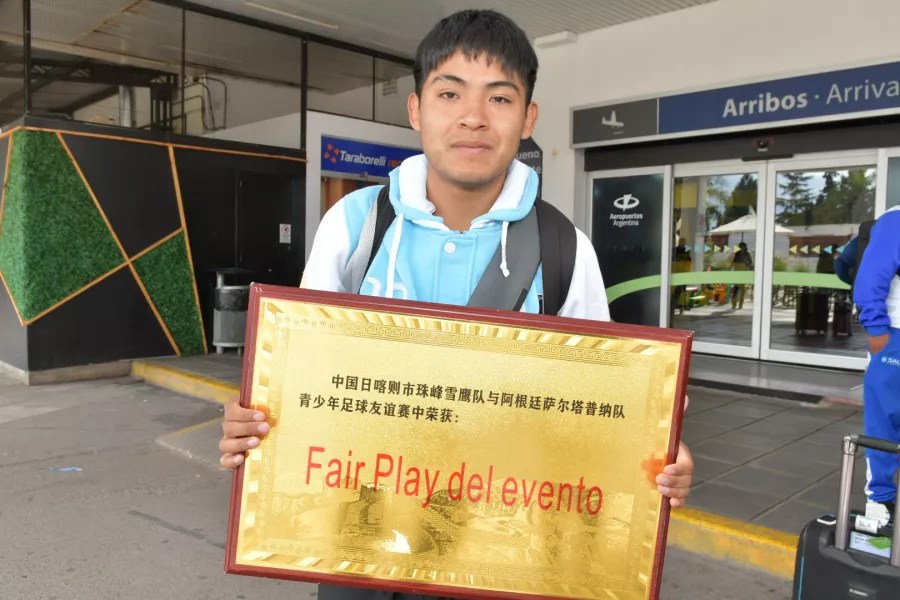 Arribos · Arriva
Taraborelli
Aeropuertos
Argentina
中国日喀则市珠峰雪鹰队与阿根廷萨尔塔普纳队
青少年足球友谊赛中荣获：
Fair Play del evento